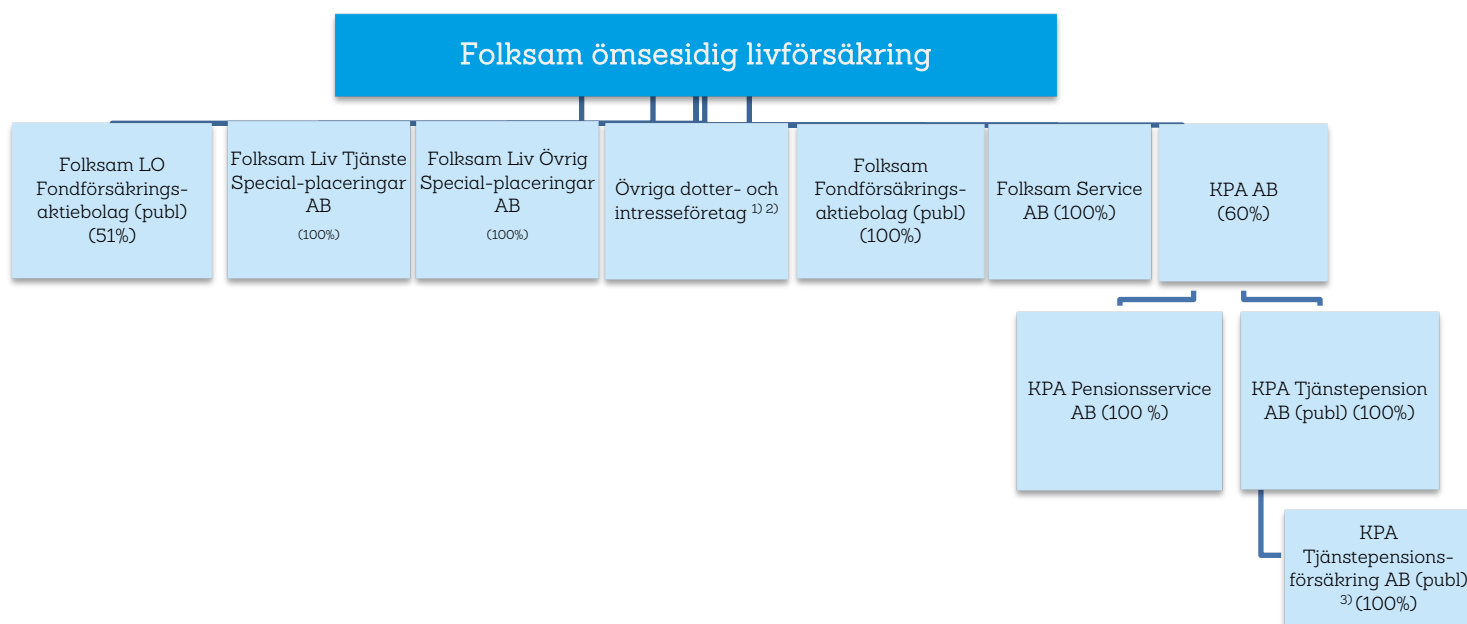 Folksam ömsesidig livförsäkring
Folksam LO
Fondförsäkrings-
aktiebolag (publ)
(51%)
Folksam Liv Tjänste
Special-placeringar
AB
(100%)
Folksam Liv Övrig
Special-placeringar
AB
(100%)
Övriga dotter- och
intresseföretag 1) 2)
Folksam
Fondförsäkrings-
aktiebolag (publ)
(100%)
Folksam Service
AB (100%)
KPA AB
(60%)
KPA Pensionsservice
AB (100 %)
KPA Tjänstepension
AB (publ) (100%)
KPA
Tjänstepensions-
försäkring AB (publ)
3) (100%)